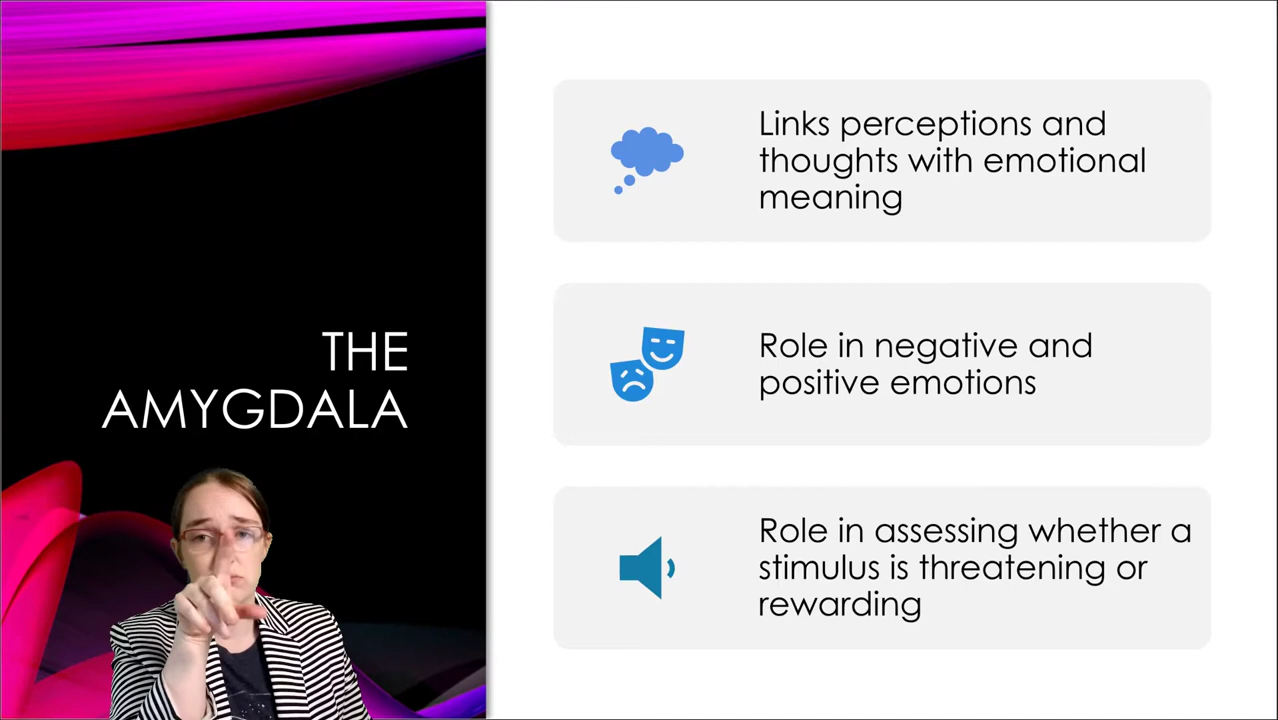 THE
AMYGDALA
Links perceptions and
thoughts with emotional
meaning
Role in negative and
positive emotions
Role in assessing whether a
stimulus is threatening or
rewarding